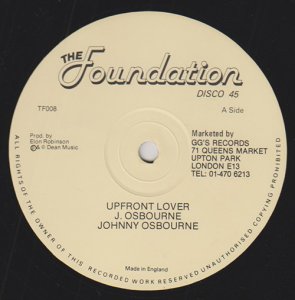 THE
Foundation
DISCO 45
TF008
A Side
Prod. by
Elon Robinson
℗&© Dean Music
Marketed by
GG'S RECORDS
71 QUEENS MARKET
UPTON PARK
LONDON E13
TEL: 01-470 6213
UPFRONT LOVER
J. OSBOURNE
JOHNNY OSBOURNE
Made in England
ALL RIGHTS OF THE OWNER OF THIS RECORDED WORK RESERVED UNAUTHORISED COPYING PROHIBITED